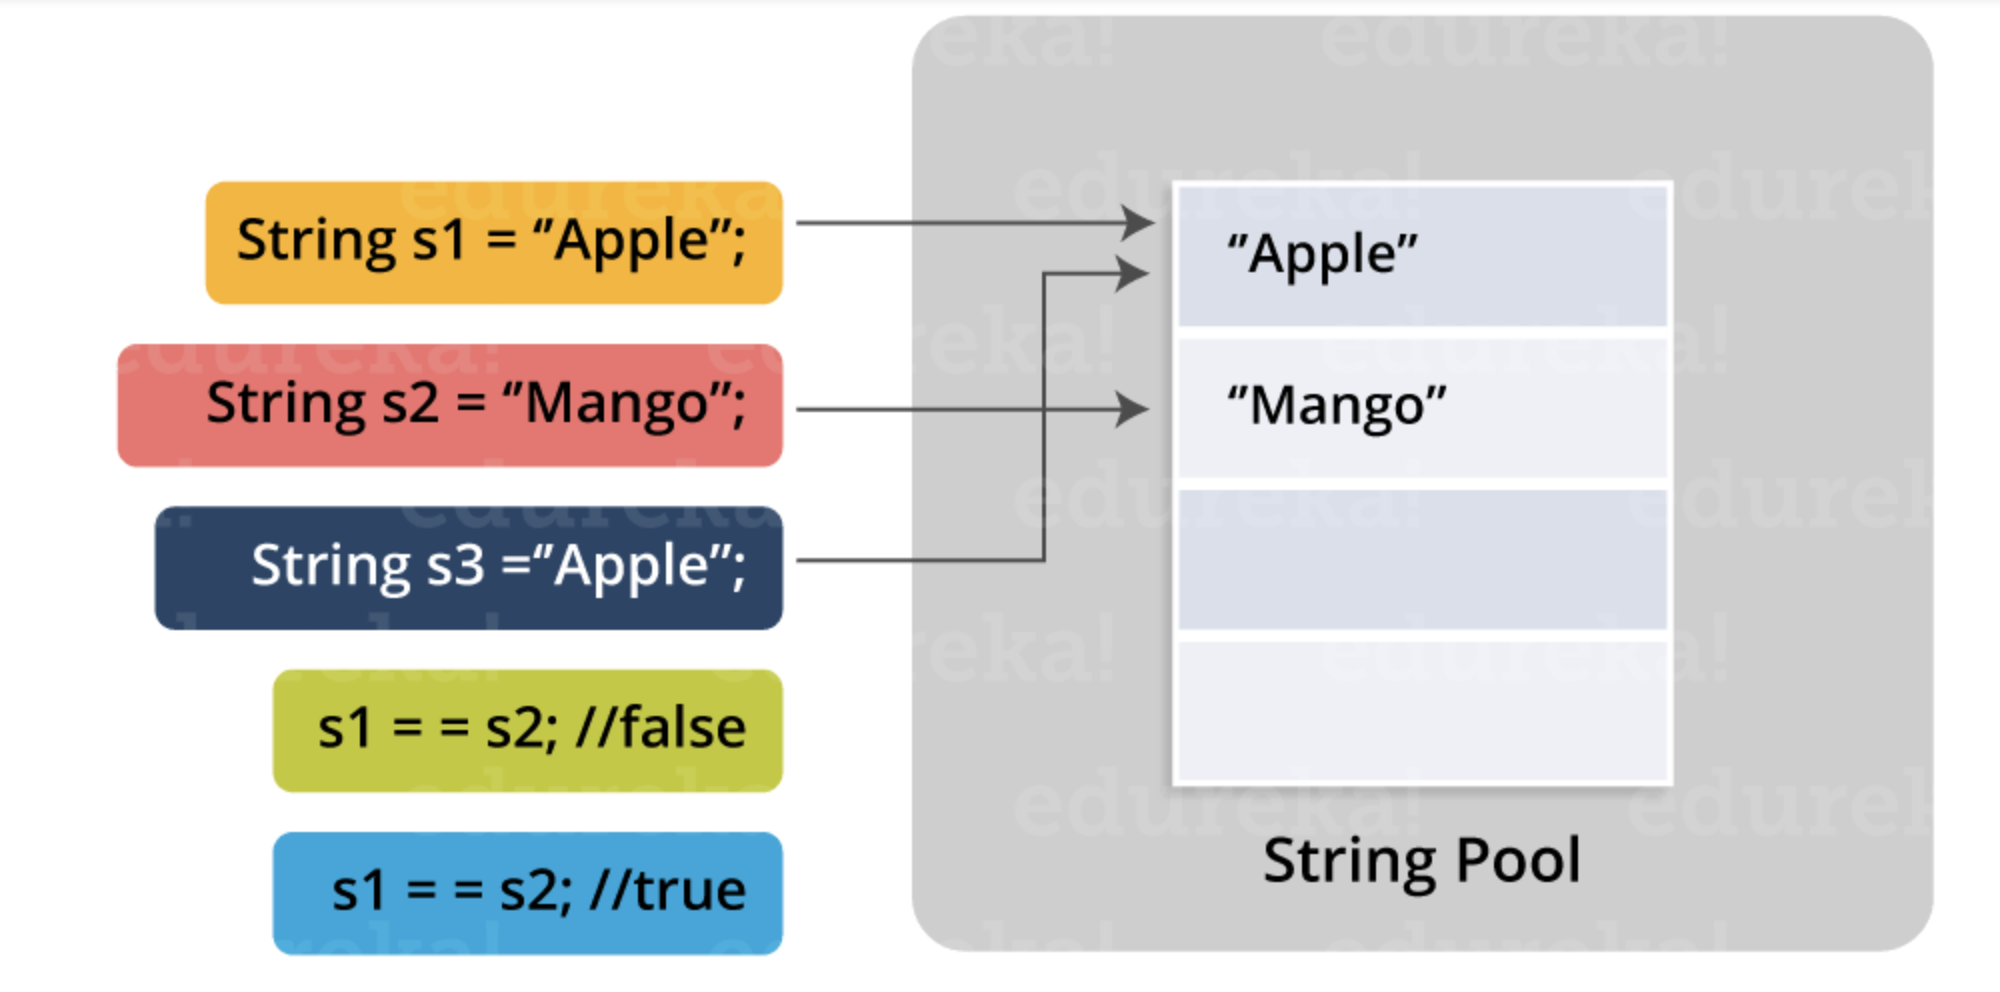 String s1 = ”Apple”;
String s2 = ”Mango”;
String s3 =”Apple”;
s1 = = s2; //false
s1 = = s2; //true
”Apple”
”Mango”
String Pool
edureka!